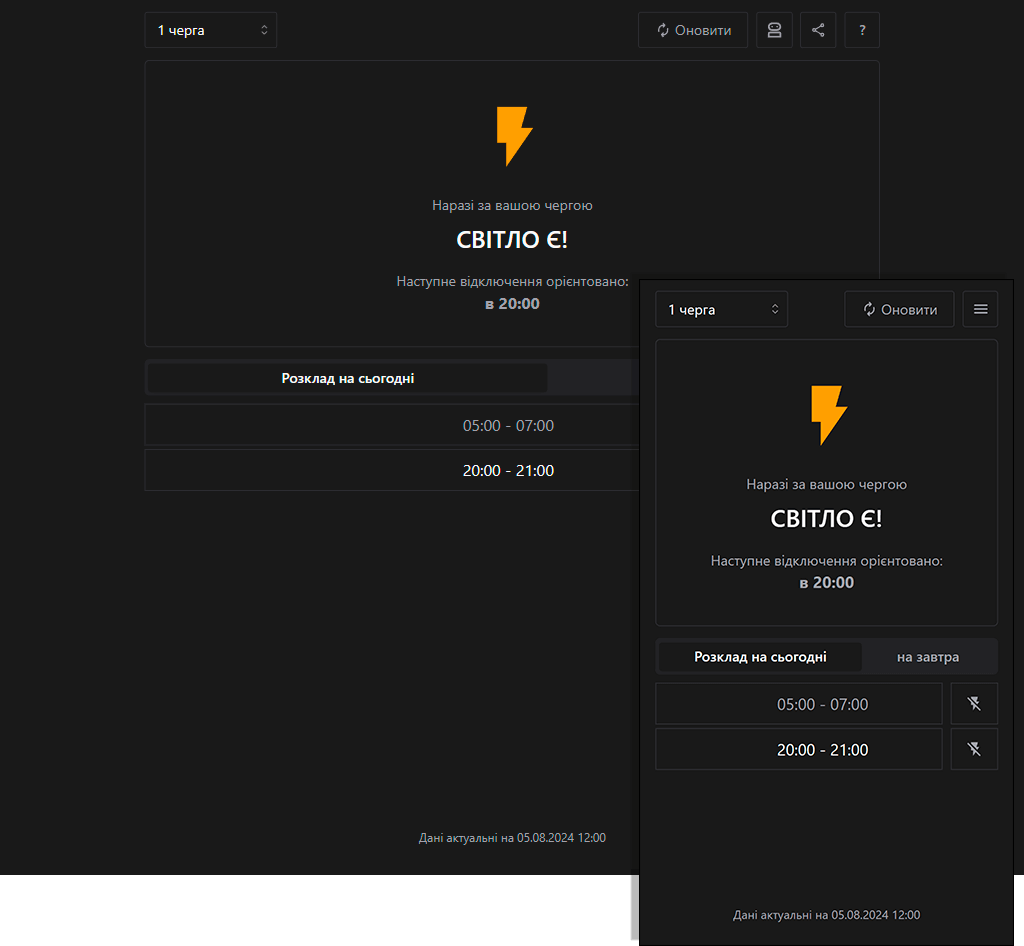 1 черга
Оновити
?
Наразі за вашою чергою
СВІТЛО Є!
Наступне відключення орієнтовано:
в 20:00
Розклад на сьогодні
05:00 - 07:00
20:00 - 21:00
Дані актуальні на 05.08.2024 12:00
1 черга
Оновити
Наразі за вашою чергою
СВІТЛО Є!
Наступне відключення орієнтовано:
в 20:00
Розклад на сьогодні
на завтра
05:00 - 07:00
20:00 - 21:00
Дані актуальні на 05.08.2024 12:00